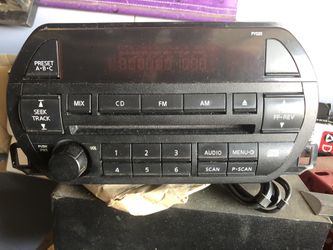 PY020
PRESET
A•B•C
MIX
CD
FM
AM
SEEK
TRACK
FF•REV
PUSH
VOL
1
2
3
AUDIO
MENU
4
5
6
SCAN
P•SCAN